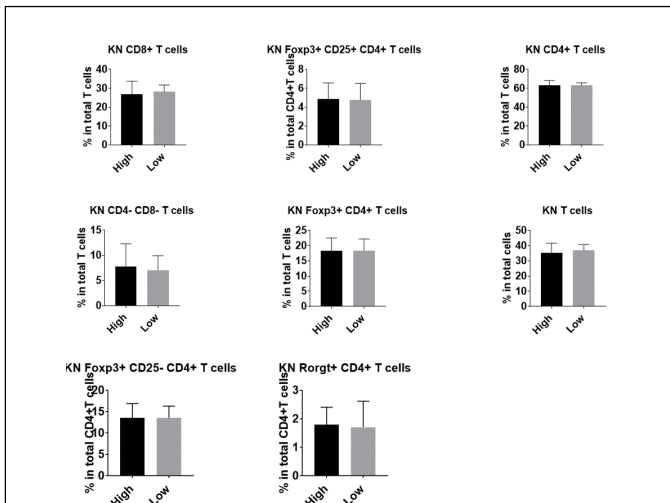 KN CD8+ T cells
% in total T cells
40
30
20
10
0
High
Low
KN Foxp3+ CD25+ CD4+ T cells
% in total CD4+T cells
8
6
4
2
0
High
Low
KN CD4+ T cells
% in total T cells
80
60
40
20
0
High
Low
KN CD4- CD8- T cells
% in total T cells
15
10
5
0
High
Low
KN Foxp3+ CD4+ T cells
% in total CD4+T cells
25
20
15
10
5
0
High
Low
KN T cells
% in total cells
50
40
30
20
10
0
High
Low
KN Foxp3+ CD25- CD4+ T cells
% in total CD4+T cells
20
15
10
5
0
High
Low
KN Rorgt+ CD4+ T cells
% in total CD4+T cells
3
2
1
0
High
Low